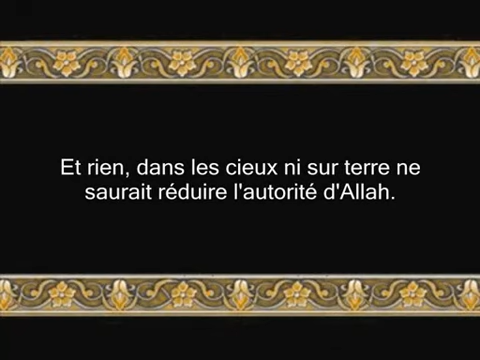 Et rien, dans les cieux ni sur terre ne
saurait réduire l'autorité d'Allah.